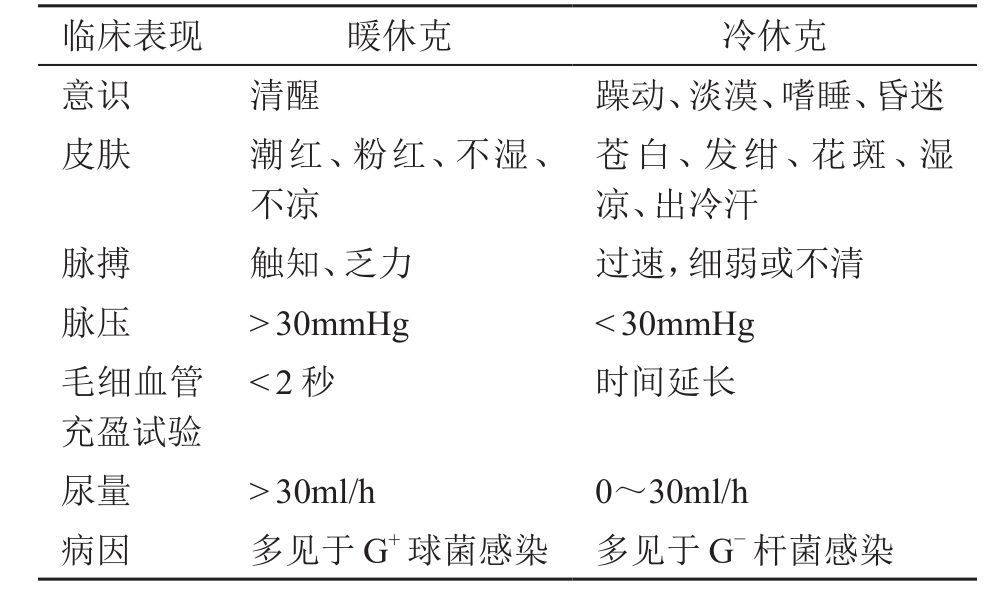 临床表现 暖休克 冷休克
意识 清醒 躁动、淡漠、嗜睡、昏迷
皮肤 潮红、粉红、不湿、 苍白、发绀、花斑、湿
不凉 凉、出冷汗
脉搏 触知、乏力 过速，细弱或不清
脉压 >30mmHg <30mmHg
毛细血管 <2秒 时间延长
充盈试验
尿量 >30ml/h 0～30ml/h
病因 多见于G⁺球菌感染 多见于G⁻杆菌感染